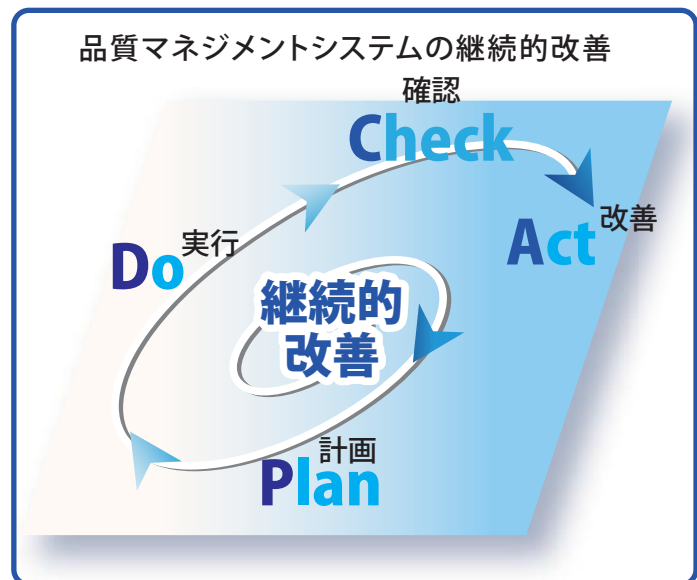 品質マネジメントシステムの継続的改善
確認
Check
改善
Act
実行
Do
継続的
改善
計画
Plan